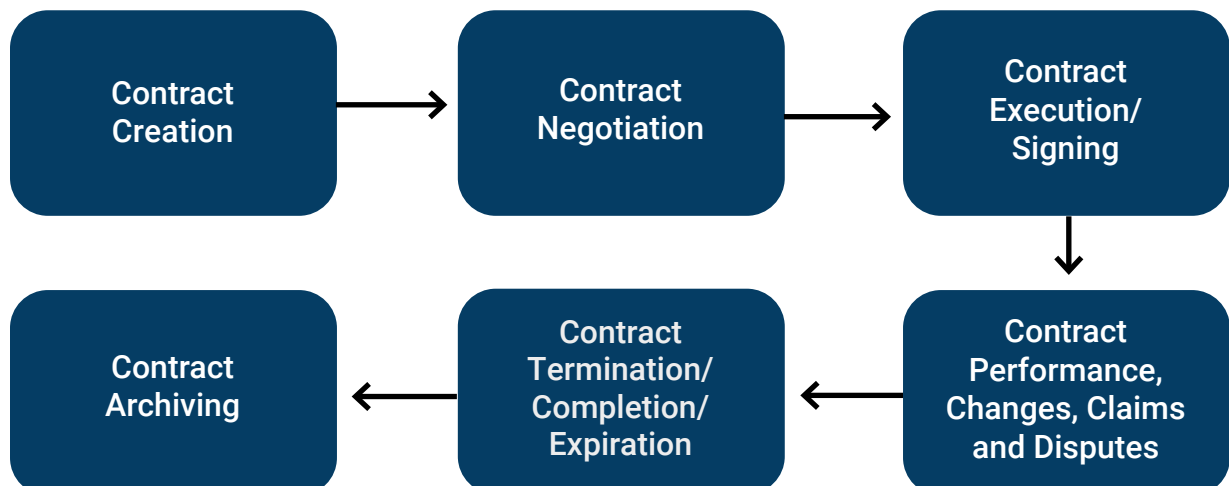 Contract
Creation
Contract
Negotiation
Contract
Execution/
Signing
Contract
Performance,
Changes, Claims
and Disputes
Contract
Termination/
Completion/
Expiration
Contract
Archiving